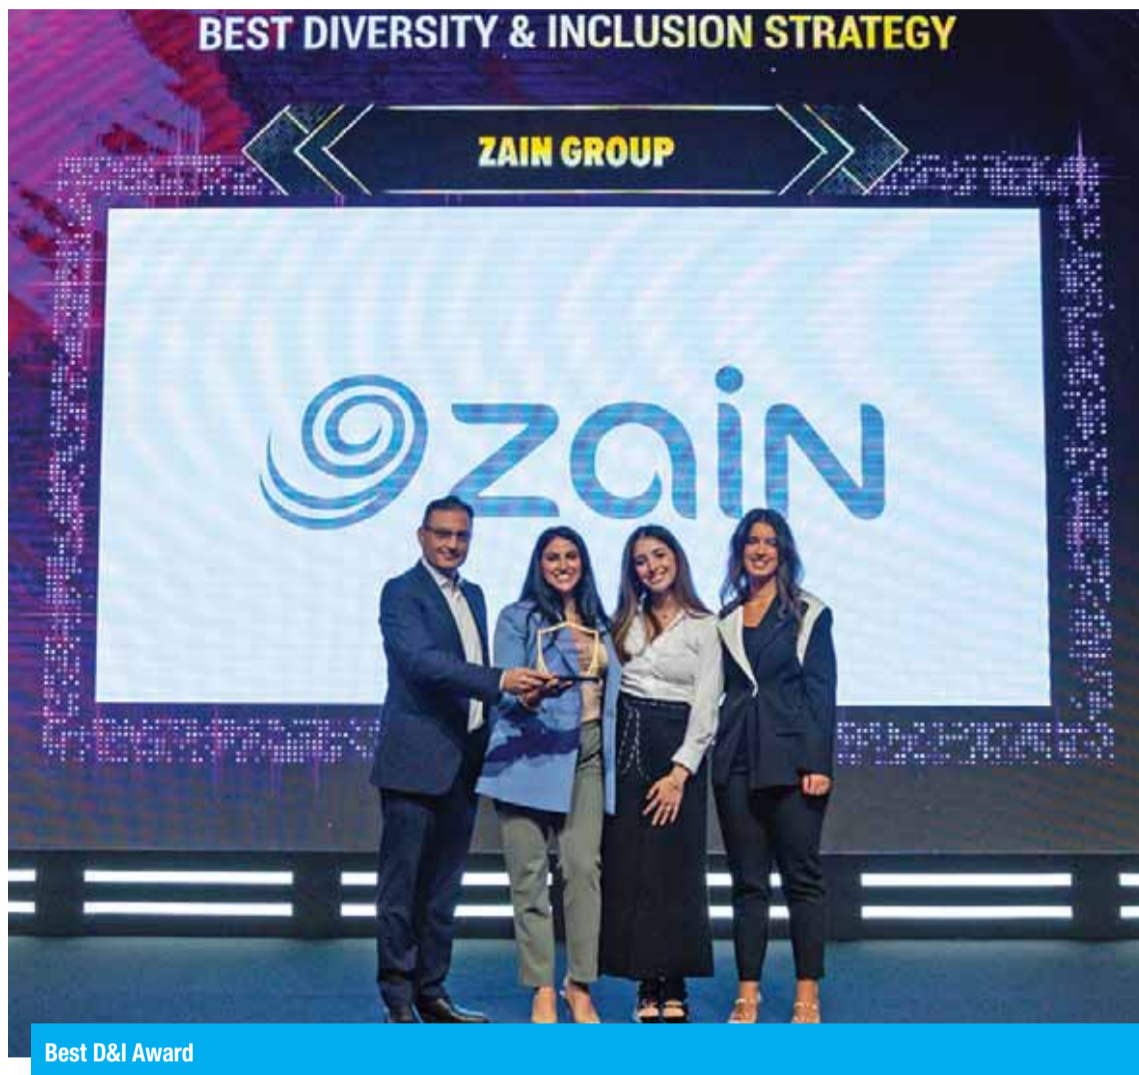 BEST DIVERSITY & INCLUSION STRATEGY
ZAIN GROUP
zain
Best D&I Award